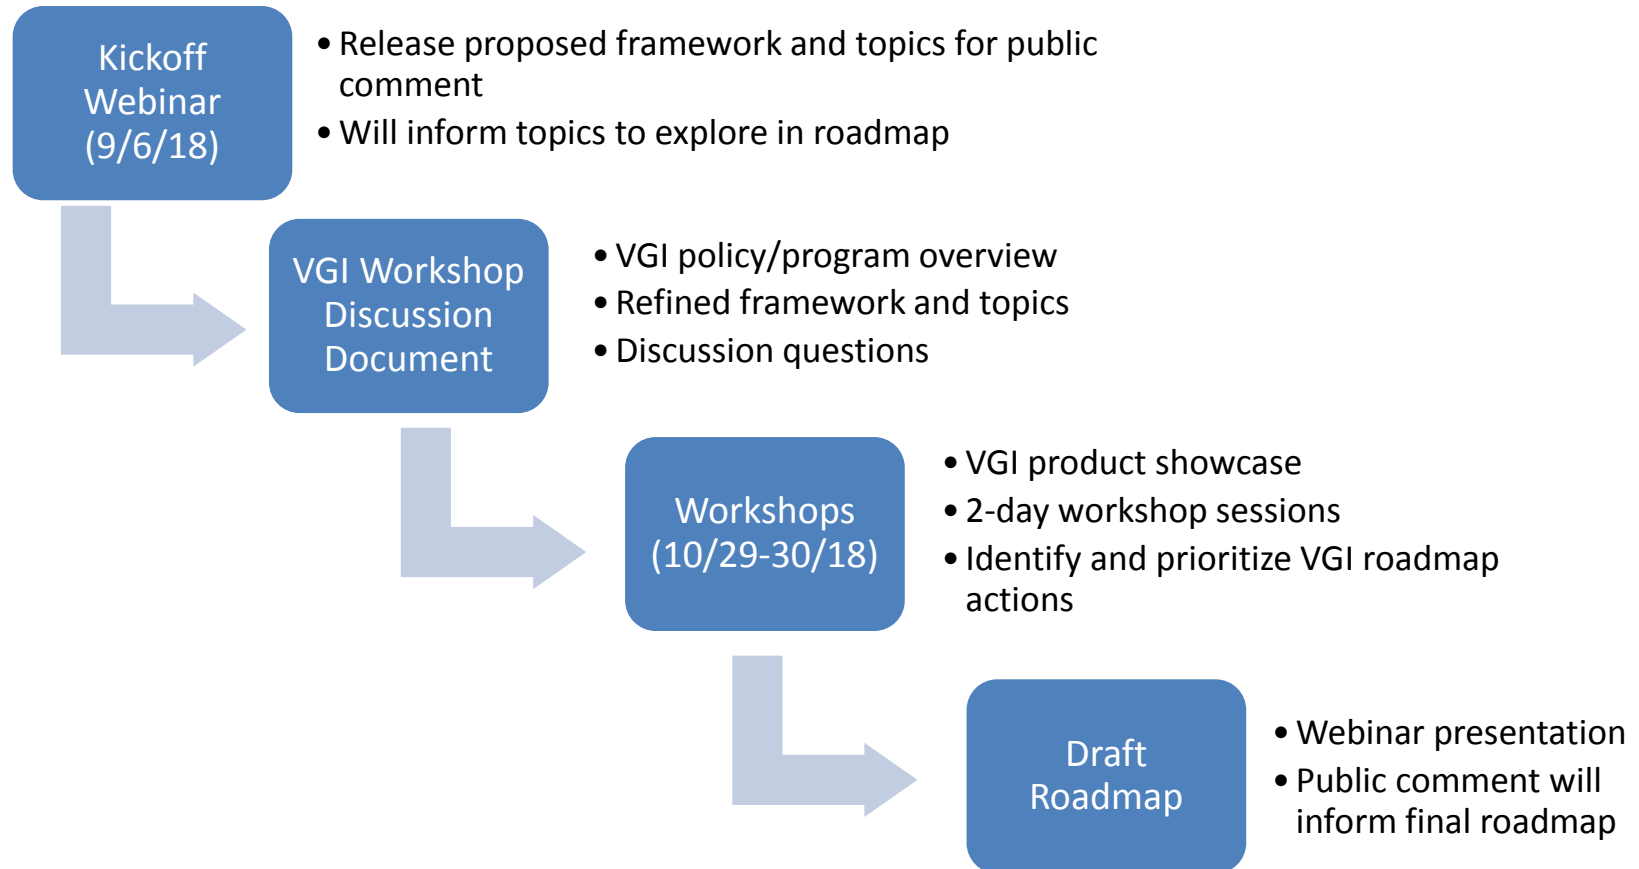 Kickoff
Webinar
(9/6/18)
• Release proposed framework and topics for public
comment
• Will inform topics to explore in roadmap
VGI Workshop
Discussion
Document
• VGI policy/program overview
• Refined framework and topics
• Discussion questions
Workshops
(10/29-30/18)
• VGI product showcase
• 2-day workshop sessions
• Identify and prioritize VGI roadmap
actions
Draft
Roadmap
• Webinar presentation
• Public comment will
inform final roadmap